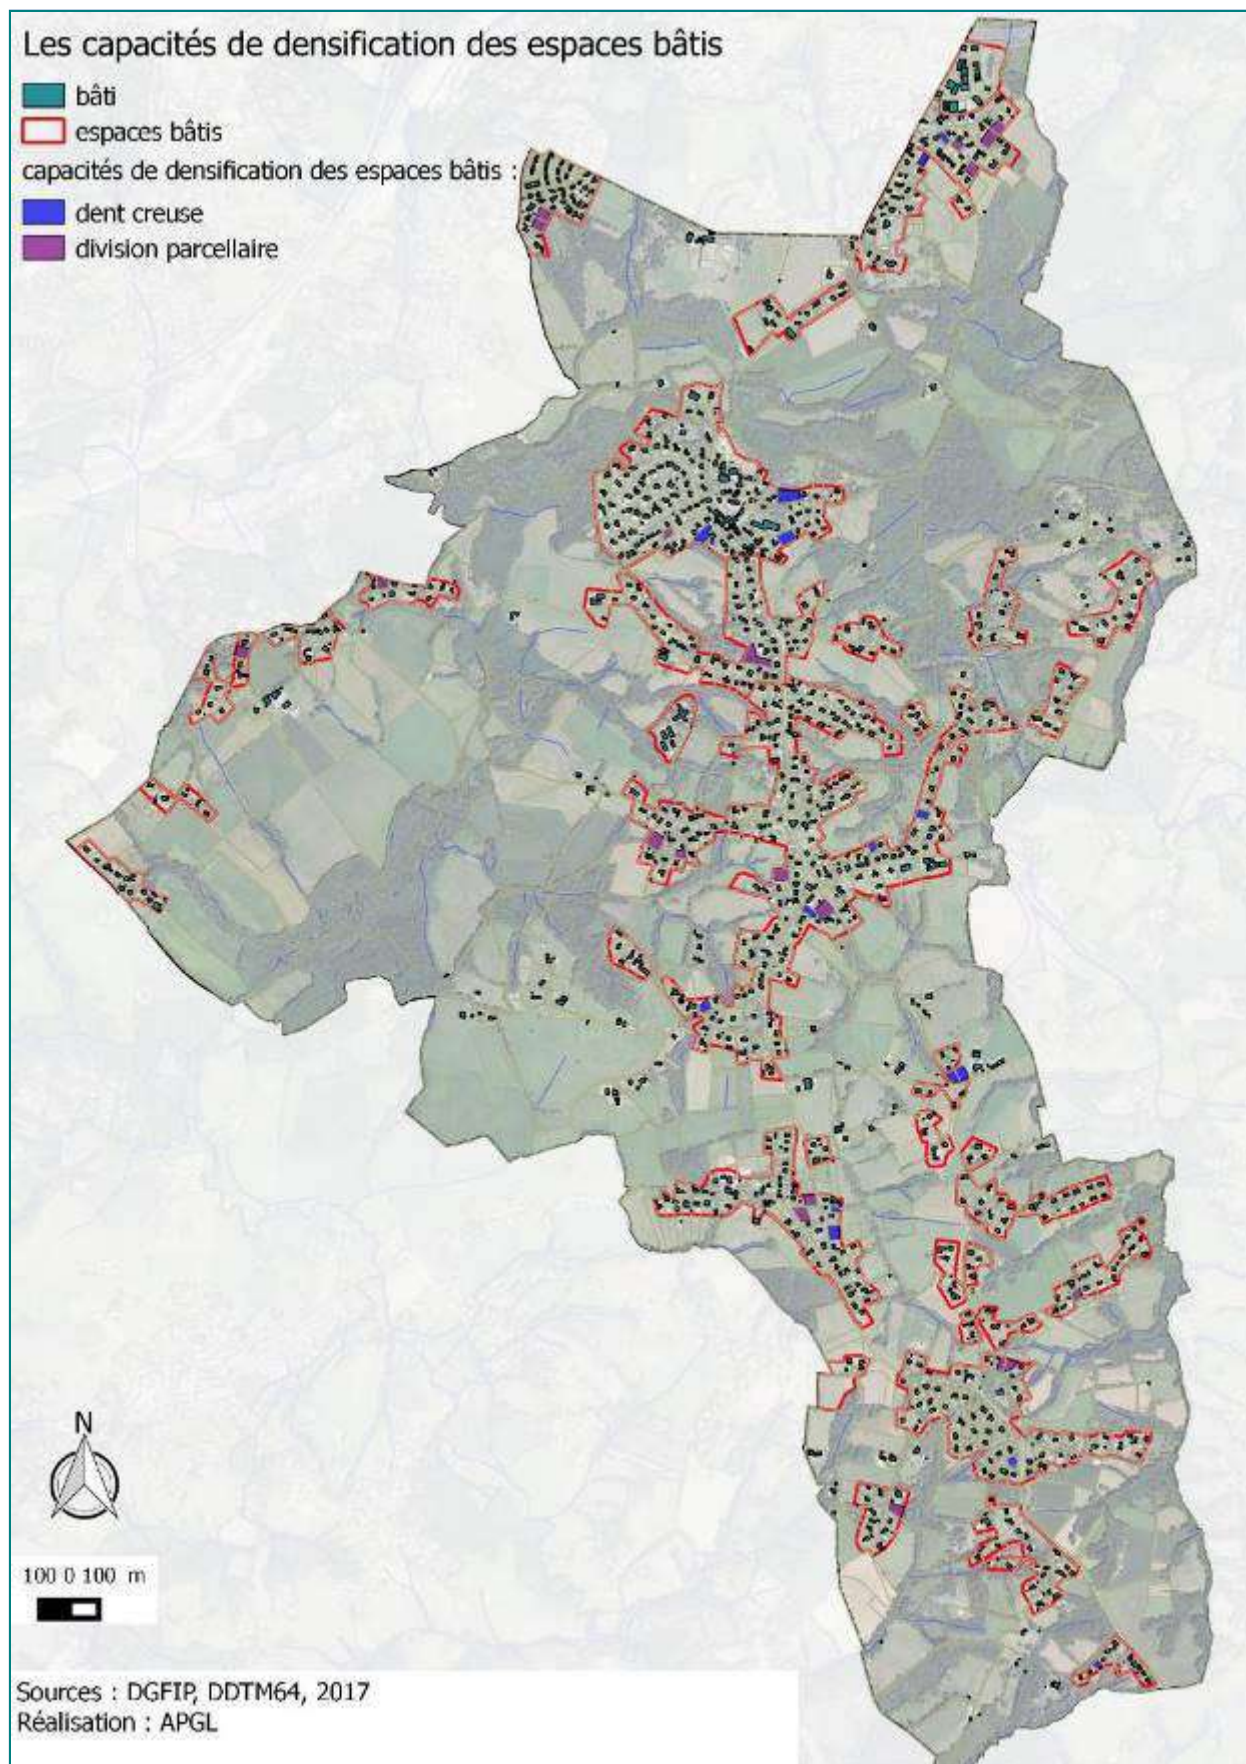 Les capacités de densification des espaces bâtis
bâti
espaces bâtis
capacités de densification des espaces bâtis :
dent creuse
division parcellaire
N
100 0 100 m
Sources : DGFIP, DDTM64, 2017
Réalisation : APGL